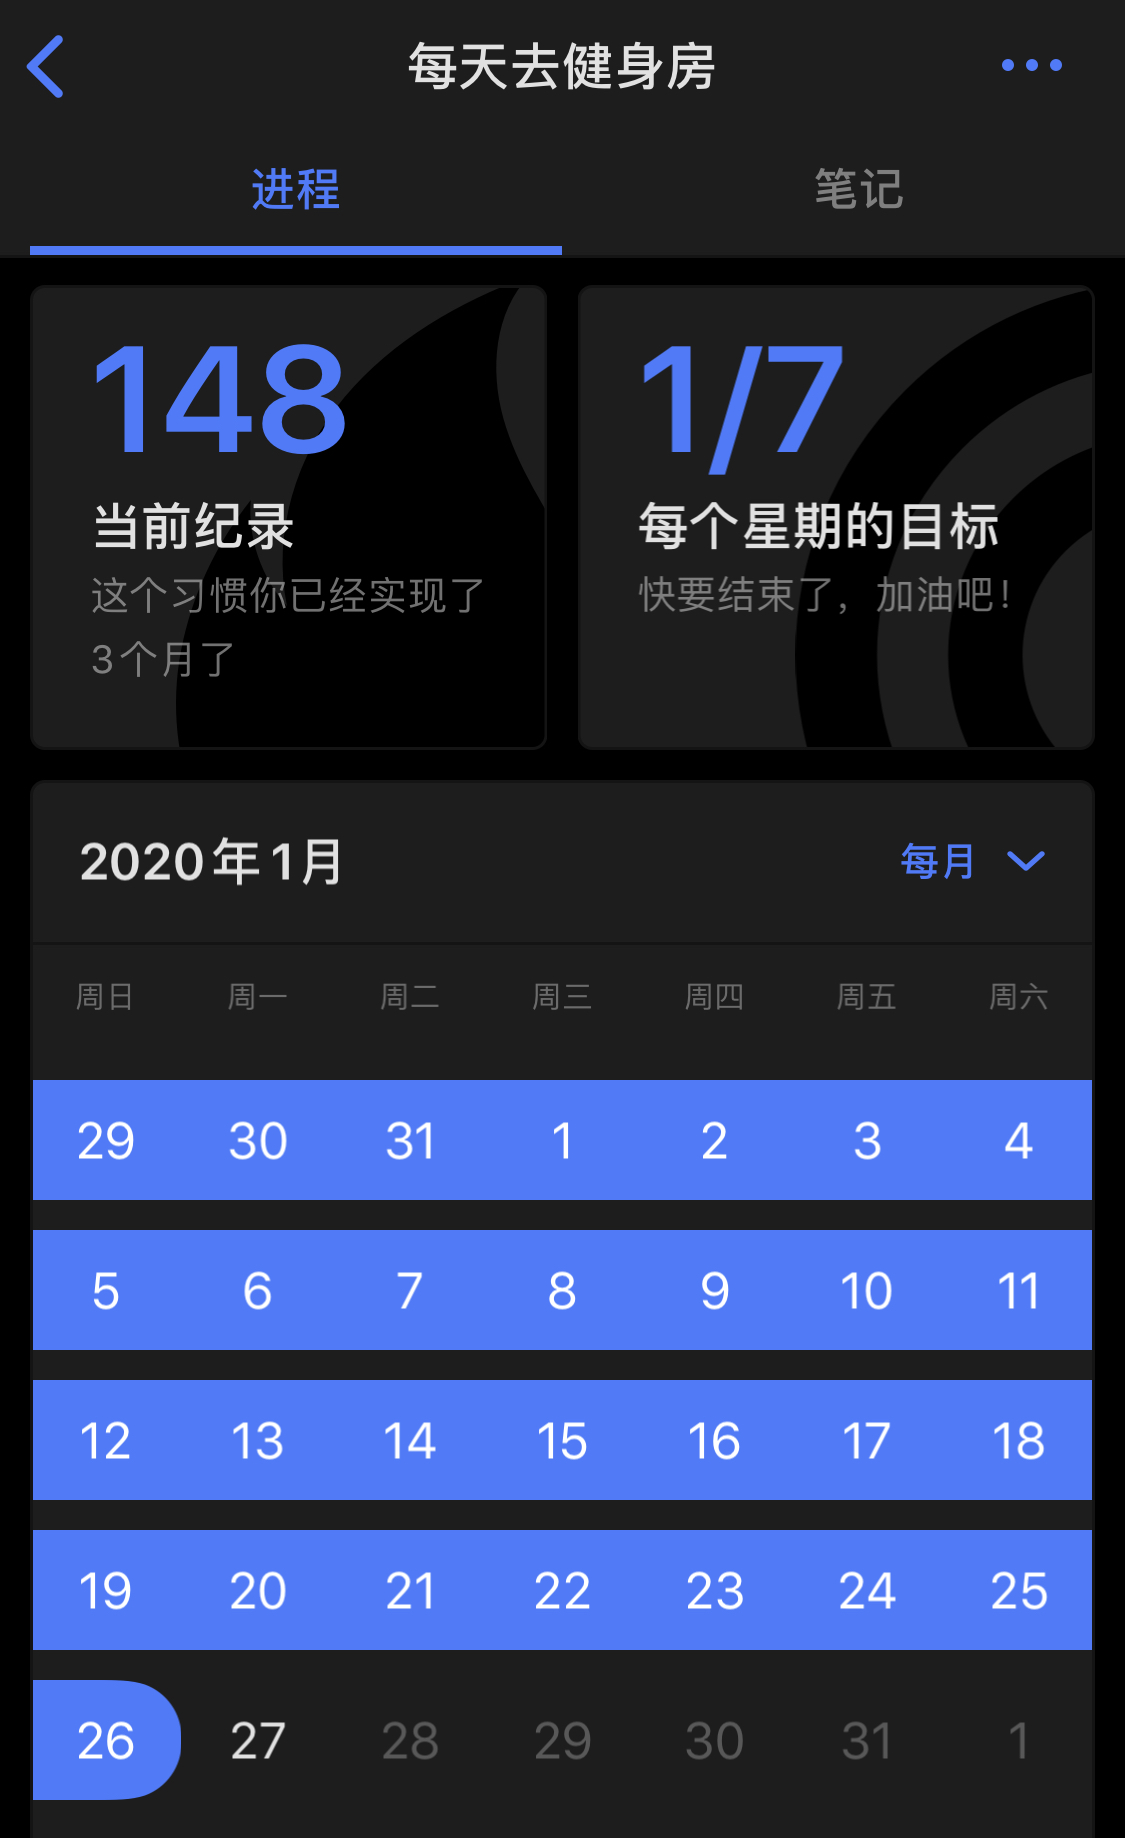 每天去健身房
进程 笔记
148
当前纪录
这个习惯你已经实现了
3个月了
1/7
每个星期的目标
快要结束了，加油吧！
2020年1月 每月
周日 周一 周二 周三 周四 周五 周六
29 30 31 1 2 3 4
5 6 7 8 9 10 11
12 13 14 15 16 17 18
19 20 21 22 23 24 25
26 27 28 29 30 31 1